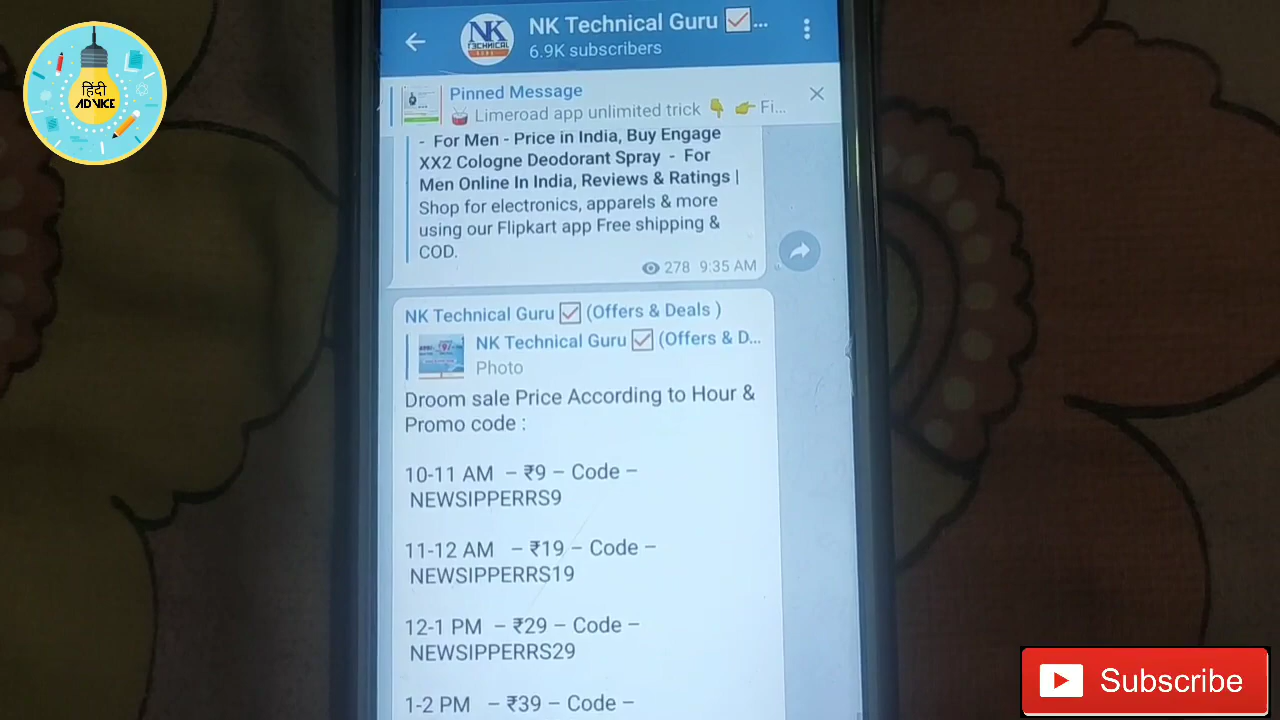 हिंदी
ADVICE
NK Technical Guru ☑...
NK
TECHNICAL
6.9K subscribers
Pinned Message
🥁 Limeroad app unlimited trick 👇 👉 Fi...
- For Men - Price in India, Buy Engage
XX2 Cologne Deodorant Spray - For
Men Online In India, Reviews & Ratings |
Shop for electronics, apparels & more
using our Flipkart app Free shipping &
COD.
278 9:35 AM
NK Technical Guru ☑ (Offers & Deals )
NK Technical Guru ☑ (Offers & D...
Photo
Droom sale Price According to Hour &
Promo code :
10-11 AM – ₹9 – Code –
NEWSIPPERRS9
11-12 AM – ₹19 – Code –
NEWSIPPERRS19
12-1 PM – ₹29 – Code –
NEWSIPPERRS29
1-2 PM – ₹39 – Code –
Subscribe